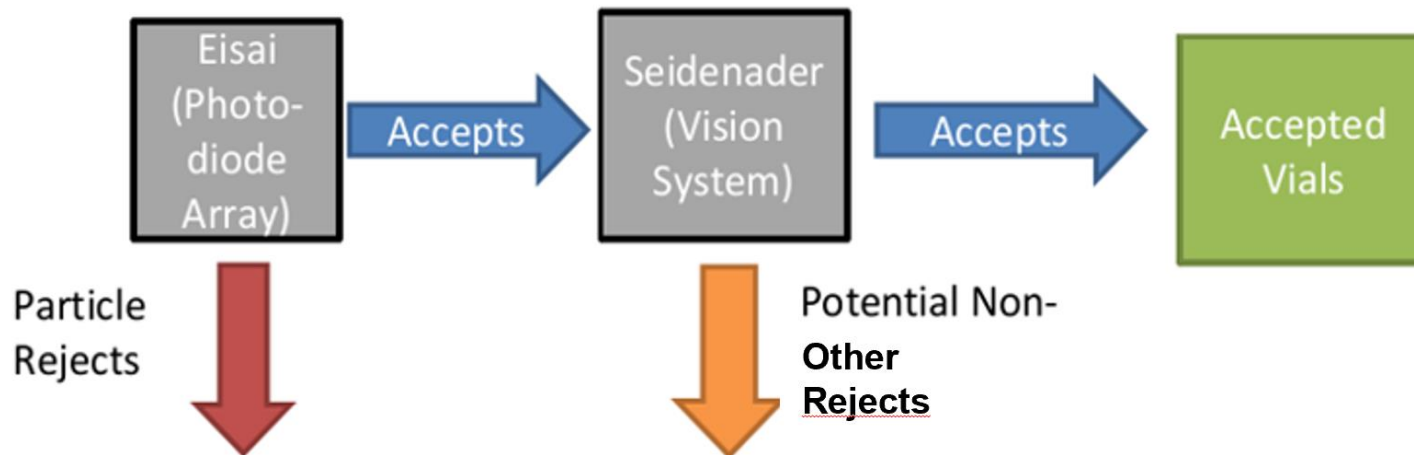 Eisai
(Photo-
diode
Array)
Accepts
Seidenader
(Vision
System)
Accepts
Accepted
Vials
Particle
Rejects
Potential Non-
Other
Rejects